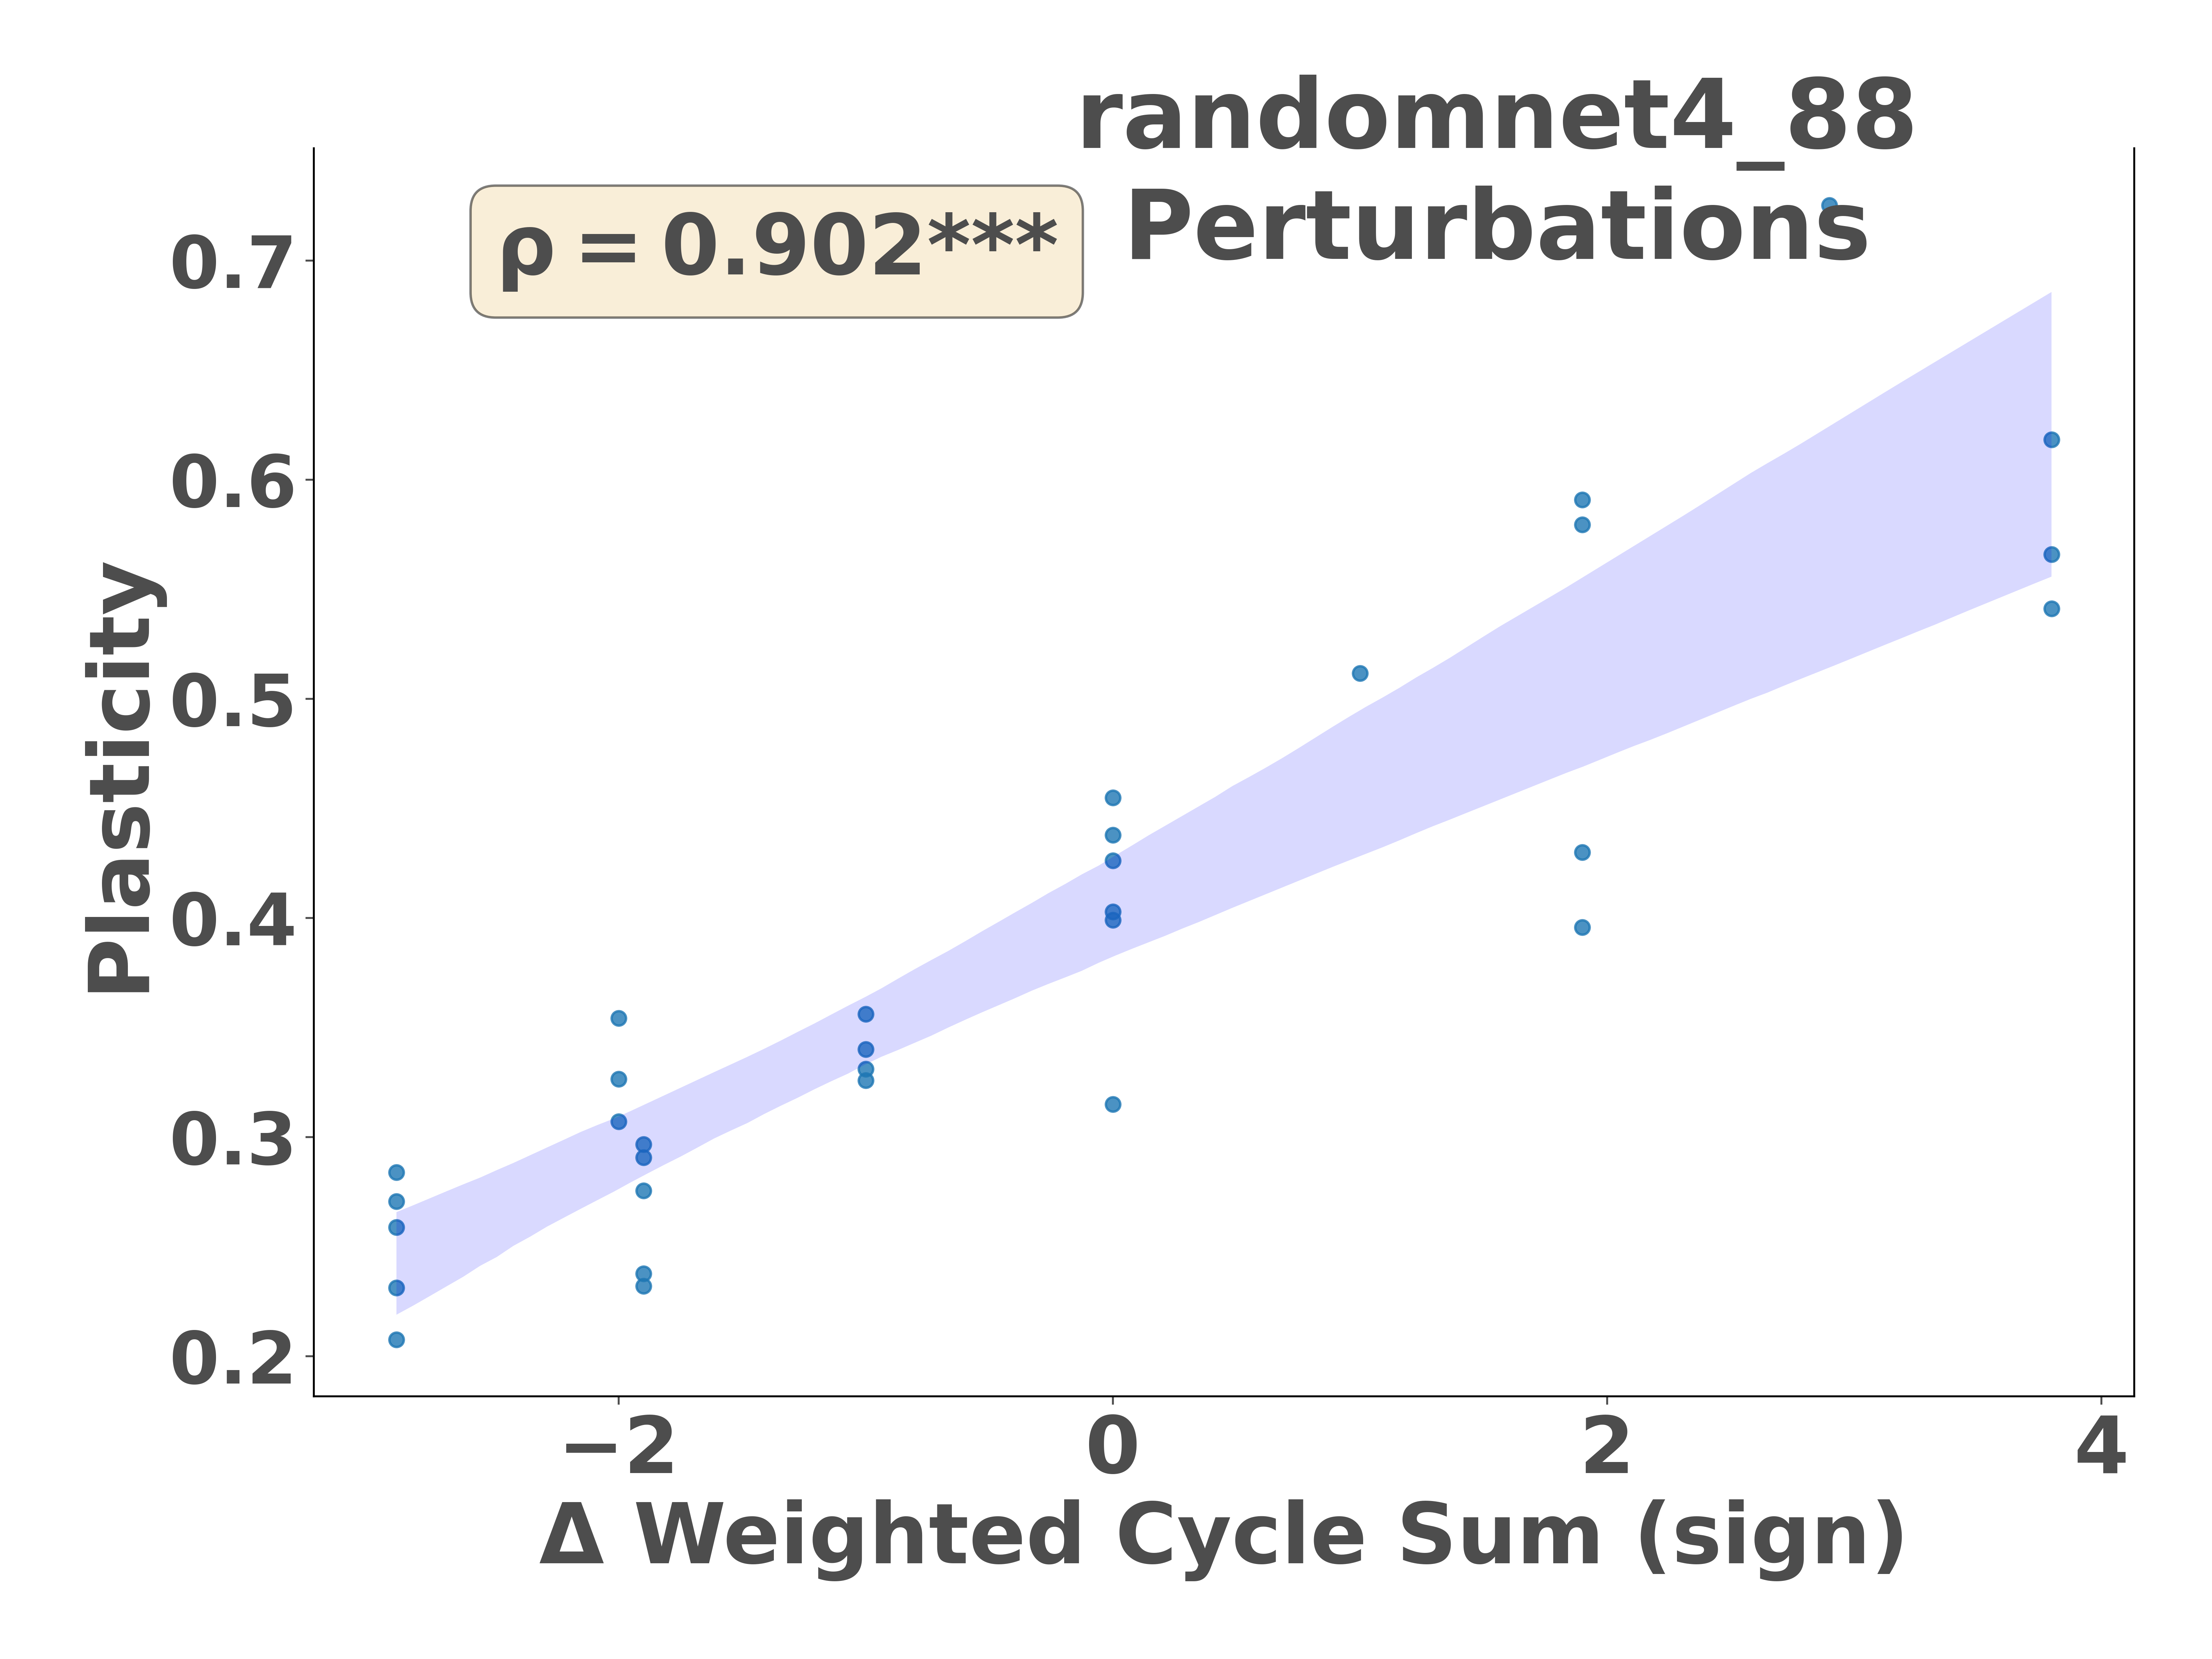 randomnet4_88
Perturbations
ρ = 0.902***
Plasticity
0.7
0.6
0.5
0.4
0.3
0.2
−2 0 2 4
Δ Weighted Cycle Sum (sign)